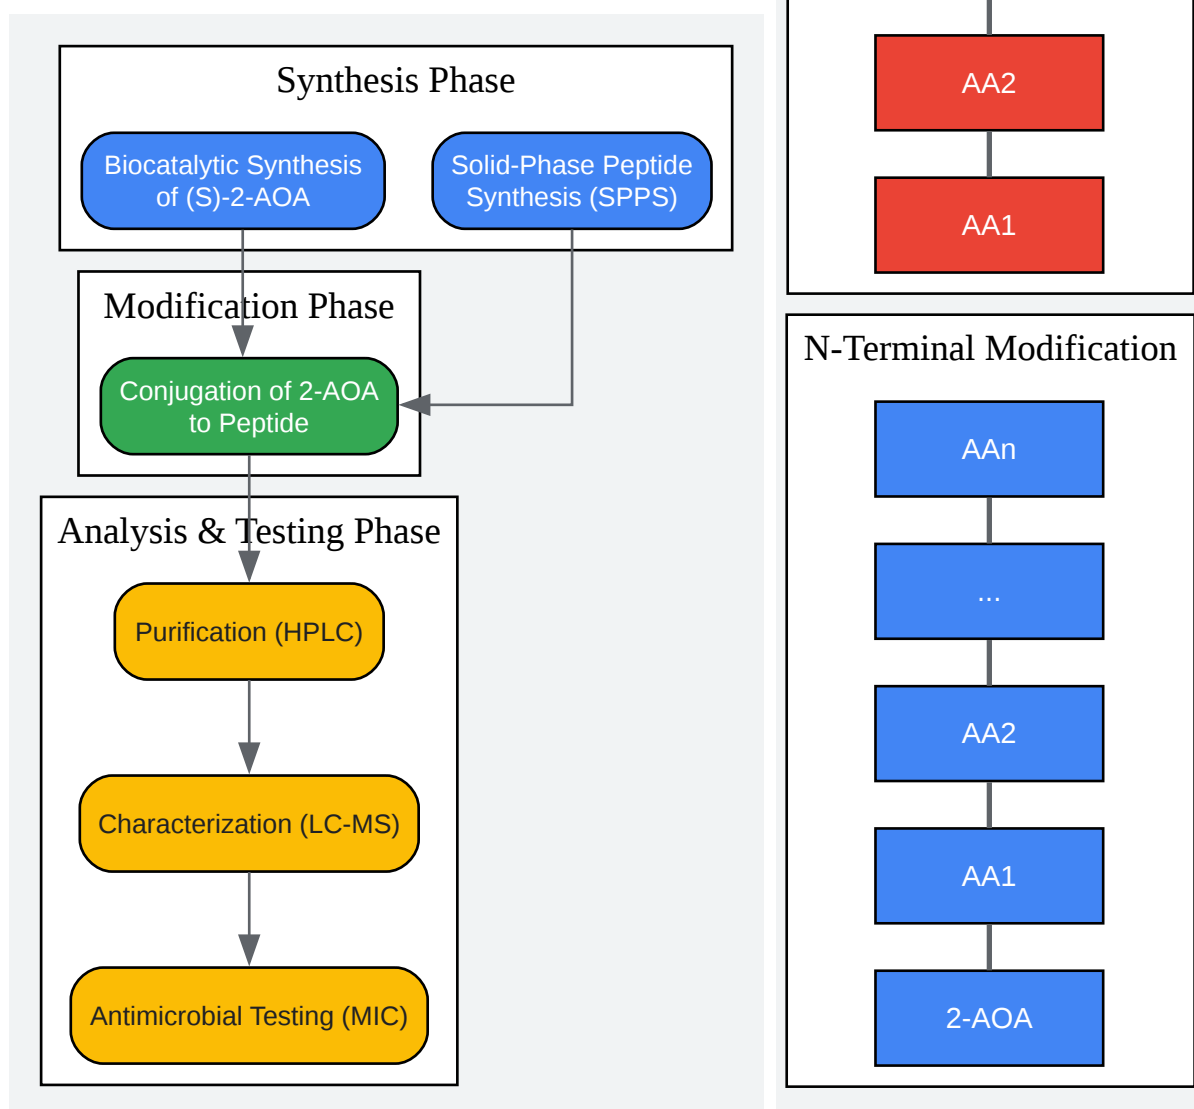 Synthesis Phase
Biocatalytic Synthesis
of (S)-2-AOA
Solid-Phase Peptide
Synthesis (SPPS)
Modification Phase
Conjugation of 2-AOA
to Peptide
Analysis & Testing Phase
Purification (HPLC)
Characterization (LC-MS)
Antimicrobial Testing (MIC)
AA2
AA1
N-Terminal Modification
AAn
...
AA2
AA1
2-AOA